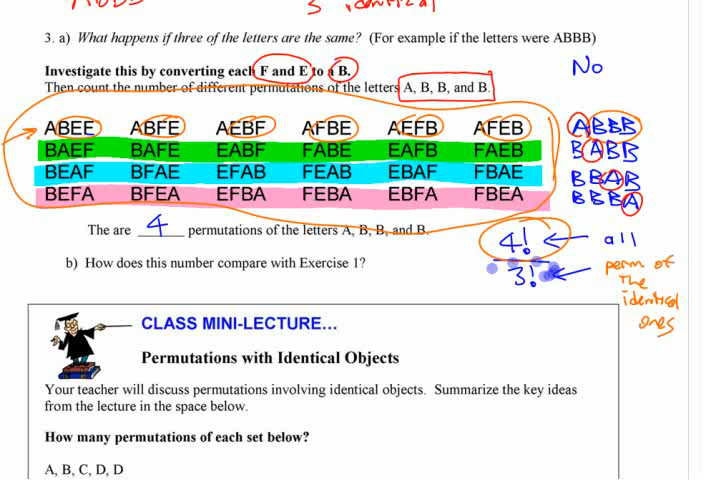 3 identical
3. a) What happens if three of the letters are the same? (For example if the letters were ABBB)
No
Investigate this by converting each F and E to a B.
Then count the number of different permutations of the letters A, B, B, and B.
ABEF ABFE AEBF AFBE AEFB AFEB ABBB
BAEF BAFE EABF FABE EAFB FAEB BABB
BEAF BFAE EFAB FEAB EBAF FBAE BBAB
BEFA BFEA EFBA FEBA EBFA FBEA BBBA
The are 4 permutations of the letters A, B, B, and B.
4! ← all
3! ← perm of the identical ones
b) How does this number compare with Exercise 1?
CLASS MINI-LECTURE…
Permutations with Identical Objects
Your teacher will discuss permutations involving identical objects. Summarize the key ideas
from the lecture in the space below.
How many permutations of each set below?
A, B, C, D, D